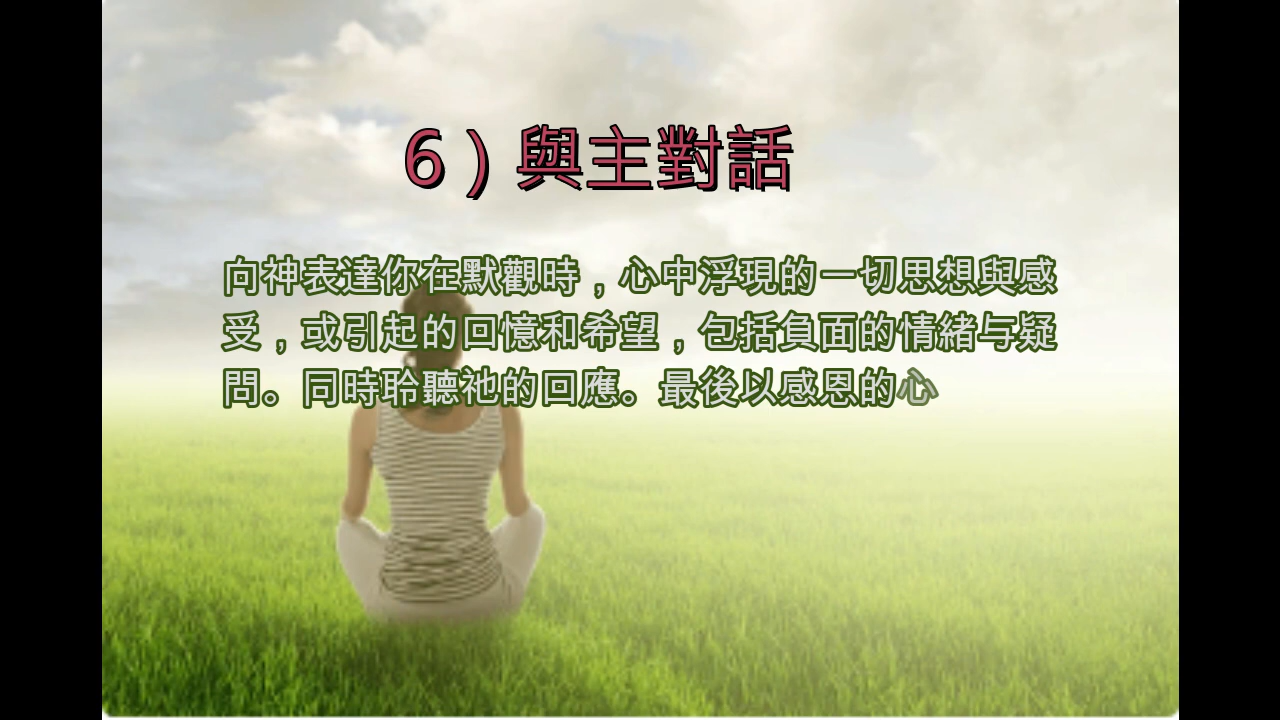 6）與主對話
向神表達你在默觀時，心中浮現的一切思想與感
受，或引起的回憶和希望，包括負面的情緒与疑
問。同時聆聽祂的回應。最後以感恩的心